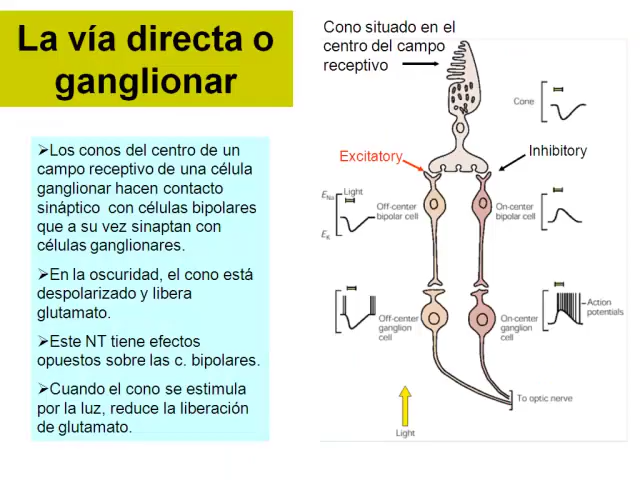 La vía directa o
ganglionar
Cono situado en el
centro del campo
receptivo
Cone
Excitatory
Inhibitory
➢Los conos del centro de un
campo receptivo de una célula
ganglionar hacen contacto
sináptico con células bipolares
que a su vez sinaptan con
células ganglionares.
➢En la oscuridad, el cono está
despolarizado y libera
glutamato.
➢Este NT tiene efectos
opuestos sobre las c. bipolares.
➢Cuando el cono se estimula
por la luz, reduce la liberación
de glutamato.
ENa
Light
EK
Off-center
bipolar cell
On-center
bipolar cell
Off-center
ganglion
cell
On-center
ganglion
cell
Action
potentials
To optic nerve
Light